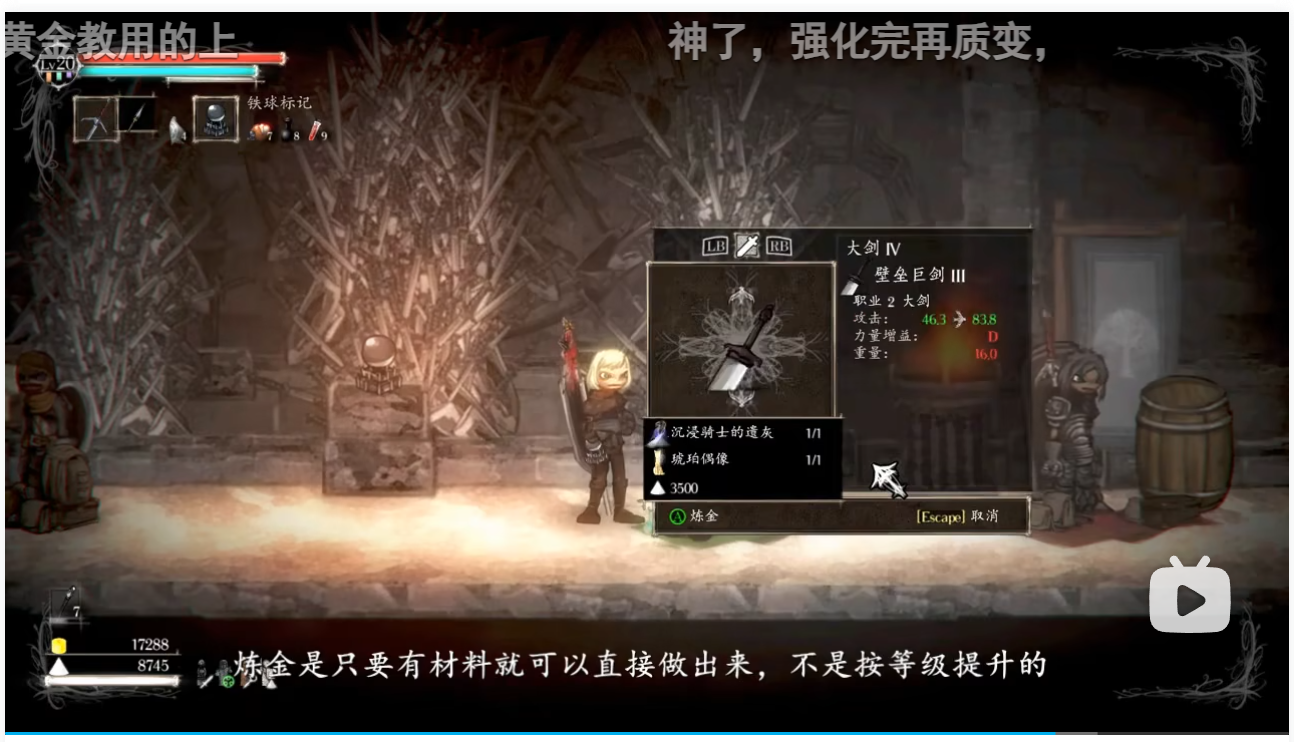 黄金教用的上
神了，强化完再质变，
Lv20
铁球标记
7 8 9
LB RB
大剑 IV
壁垒巨剑 III
职业 2 大剑
攻击： 46,3 83,8
力量增益： D
重量： 16,0
沉浸骑士的遗灰 1/1
琥珀偶像 1/1
3500
A 炼金
[Escape] 取消
7
17288
8745
炼金是只要有材料就可以直接做出来，不是按等级提升的